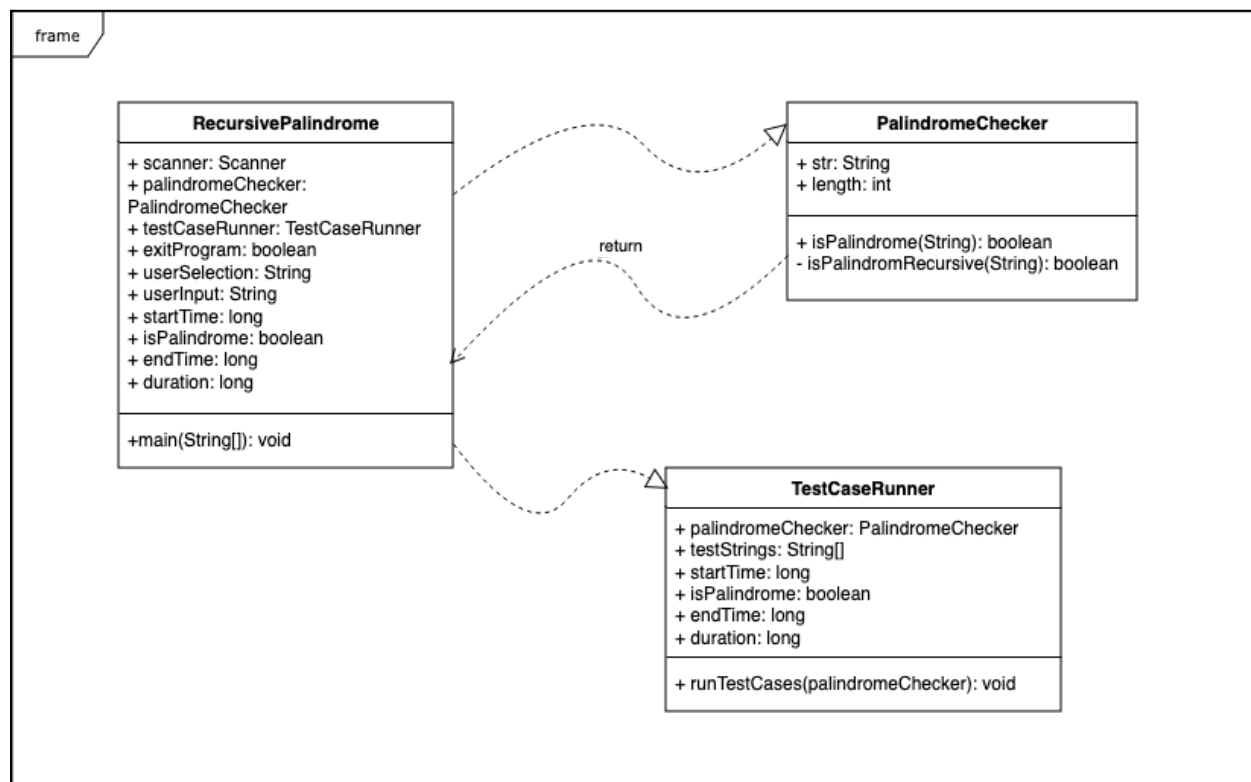 frame
RecursivePalindrome
+ scanner: Scanner
+ palindromeChecker:
PalindromeChecker
+ testCaseRunner: TestCaseRunner
+ exitProgram: boolean
+ userSelection: String
+ userInput: String
+ startTime: long
+ isPalindrome: boolean
+ endTime: long
+ duration: long
+main(String[]): void
return
PalindromeChecker
+ str: String
+ length: int
+ isPalindrome(String): boolean
- isPalindromRecursive(String): boolean
TestCaseRunner
+ palindromeChecker: PalindromeChecker
+ testStrings: String[]
+ startTime: long
+ isPalindrome: boolean
+ endTime: long
+ duration: long
+ runTestCases(palindromeChecker): void